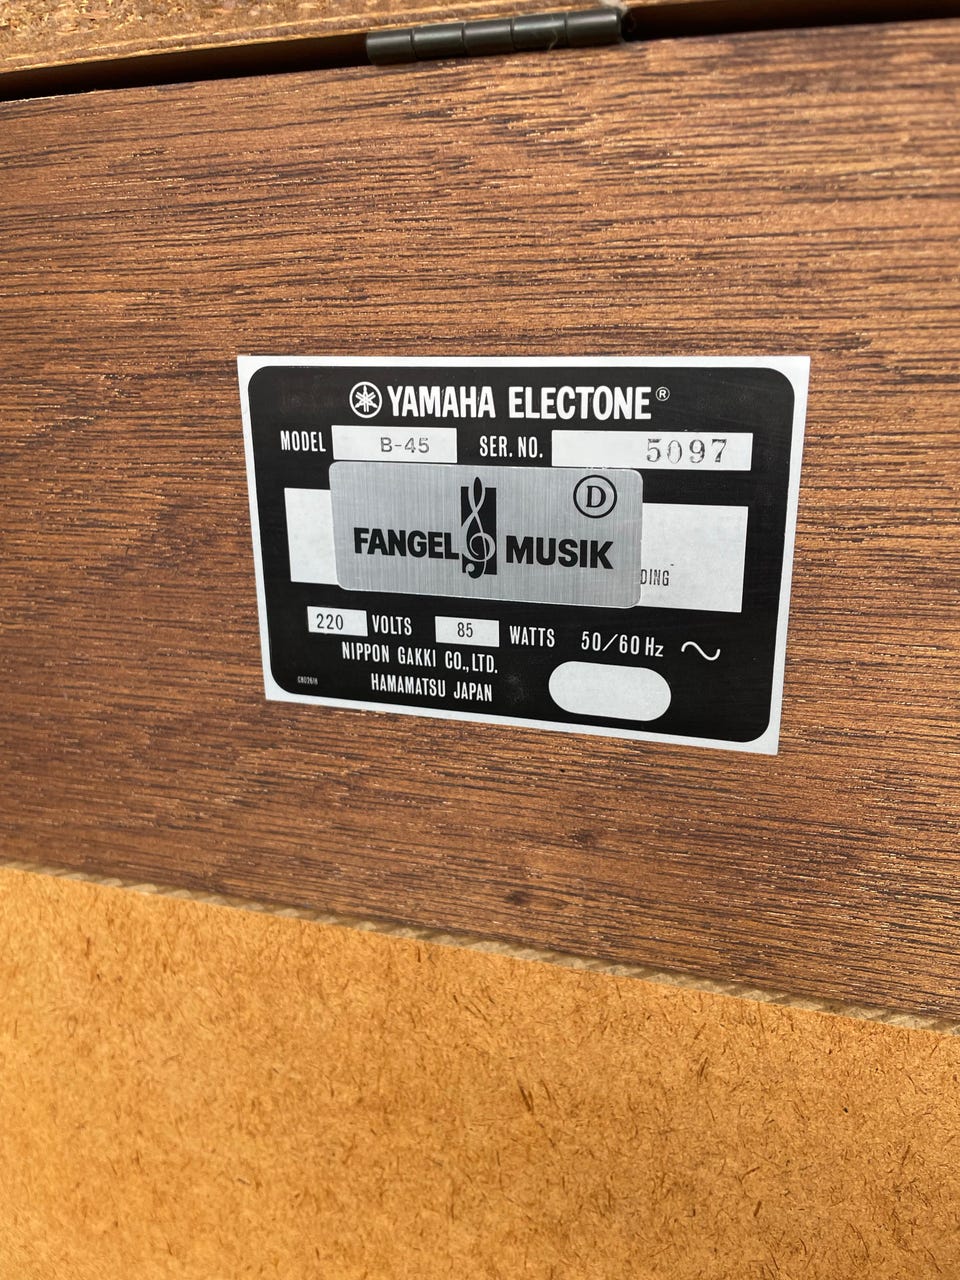 YAMAHA ELECTONE®
MODEL B-45 SER. NO. 5097
D
FANGEL MUSIK
DING
220 VOLTS 85 WATTS 50/60 Hz
NIPPON GAKKI CO., LTD.
HAMAMATSU JAPAN